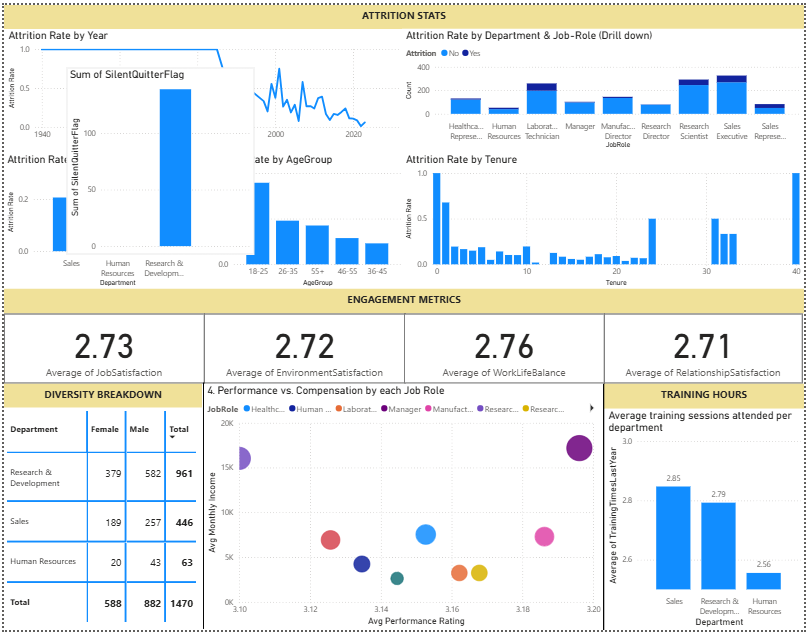 ATTRITION STATS
Attrition Rate by Year
Attrition Rate
1.0
0.5
0.0
1940
2000
2020
Sum of SilentQuitterFlag
Sum of SilentQuitterFlag
100
50
0
Attrition Rate by Department & Job-Role (Drill down)
Attrition No Yes
Count
400
200
0
Healthca... Represe...
Human Resources
Laborat... Technician
Manager
Manufac... Director
Research Director
Research Scientist
Sales Executive
Sales Represe...
JobRole
Attrition Rate
Attrition Rate
0.2
0.0
Sales
Human Resources
Research & Developm...
Department
ate by AgeGroup
0.0
18-25 26-35 55+ 46-55 36-45
AgeGroup
Attrition Rate by Tenure
Attrition Rate
1.0
0.5
0.0
0 10 20 30 40
Tenure
ENGAGEMENT METRICS
2.73
Average of JobSatisfaction
2.72
Average of EnvironmentSatisfaction
2.76
Average of WorkLifeBalance
2.71
Average of RelationshipSatisfaction
DIVERSITY BREAKDOWN
Department Female Male Total
Research & Development 379 582 961
Sales 189 257 446
Human Resources 20 43 63
Total 588 882 1470
4. Performance vs. Compensation by each Job Role
JobRole Healthc... Human ... Laborat... Manager Manufact... Researc... Researc...
Avg Monthly Income
20K
15K
10K
5K
0K
3.10 3.12 3.14 3.16 3.18 3.20
Avg Performance Rating
TRAINING HOURS
Average training sessions attended per
department
Average of TrainingTimesLastYear
3.0
2.8
2.6
2.85
2.79
2.56
Sales
Research & Developm...
Human Resources
Department